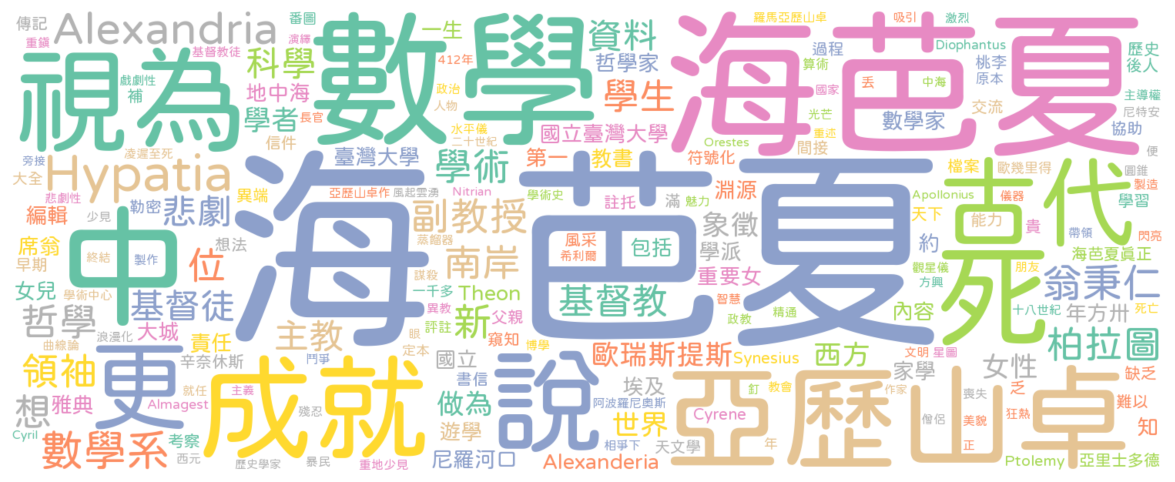 海芭夏
海芭夏
數學
視為
Alexandria
Hypatia
中
古代
死
亞歷山卓
成就
說
更
傳記
重鎮
基督教徒
演繹
番圖
一生
412年
戲劇性
補
科學
地中海
學者
長官
信件
政治
人物
水平儀
二十世紀
資料
哲學家
學生
國立臺灣大學
羅馬亞歷山卓
吸引
激烈
過程
算術
Diophantus
桃李
原本
歷史
後人
丟
中海
國家
光芒
重述
間接
數學家
交流
主導權
尼特安
協助
便
Orestes
符號化
旁接
凌遲至死
大全
悲劇性
異端
勒密
悲劇
編輯
少見
臺灣大學
學術
亞歷山卓作
風起雲湧
Nitrian
學術史
第一
教書
註托
滿
魅力
淵源
檔案
歐幾里得
圓錐
製造
Apollonius
儀器
學習
天下
能力
貴
帶領
閃亮
席翁
早期
終結
製作
想法
位
副教授
蒸餾器
南岸
風采
希利爾
包括
象徵
學派
約
海芭夏真正
觀星儀
方興
朋友
女兒
學術中心
基督徒
謀殺
一千多
Theon
異教
基督教
重要女
智慧
政教
精通
內容
十八世紀
死亡
翁秉仁
年方卅
哲學
浪漫化
大城
曲線論
責任
主教
眼
評註
定本
新
父親
博學
窺知
歐瑞斯提斯
Synesius
西方
文明
星圖
柏拉圖
領袖
想
雅典
辛奈休斯
鬥爭
就任
主義
Almagest
國立
書信
做為
阿波羅尼奧斯
埃及
世界
釘
教會
家學
作家
女性
乏
缺乏
難以
喪失
美貌
狂熱
知
僧侶
正
Cyril
數學系
考察
西元
殘忍
歷史學家
暴民
重地少見
遊學
尼羅河口
Alexanderia
相爭下
天文學
Cyrene
年
Ptolemy
亞里士多德